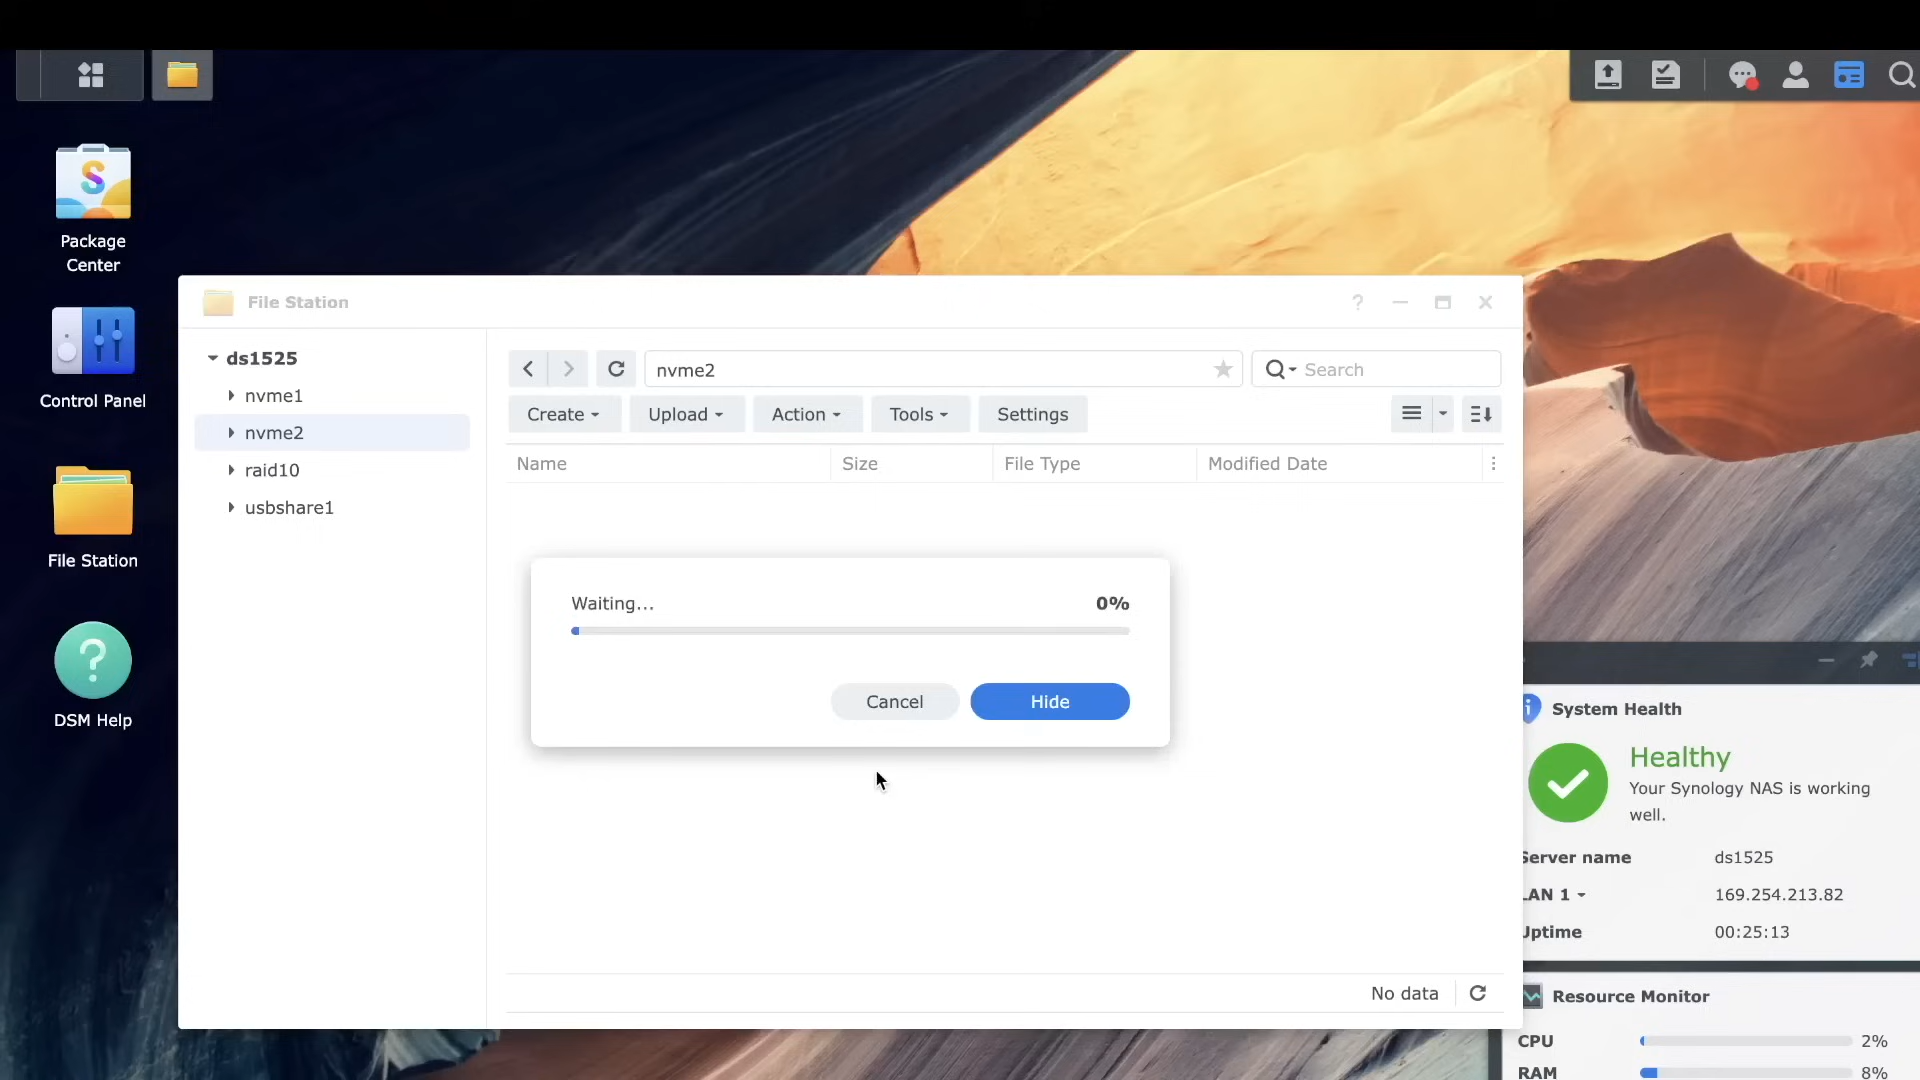 Package
Center
Control Panel
File Station
DSM Help
File Station
ds1525
nvme1
nvme2
raid10
usbshare1
nvme2
Search
Create
Upload
Action
Tools
Settings
Name
Size
File Type
Modified Date
Waiting...
0%
Cancel
Hide
No data
System Health
Healthy
Your Synology NAS is working
well.
Server name
ds1525
LAN 1
169.254.213.82
Uptime
00:25:13
Resource Monitor
CPU
2%
RAM
8%